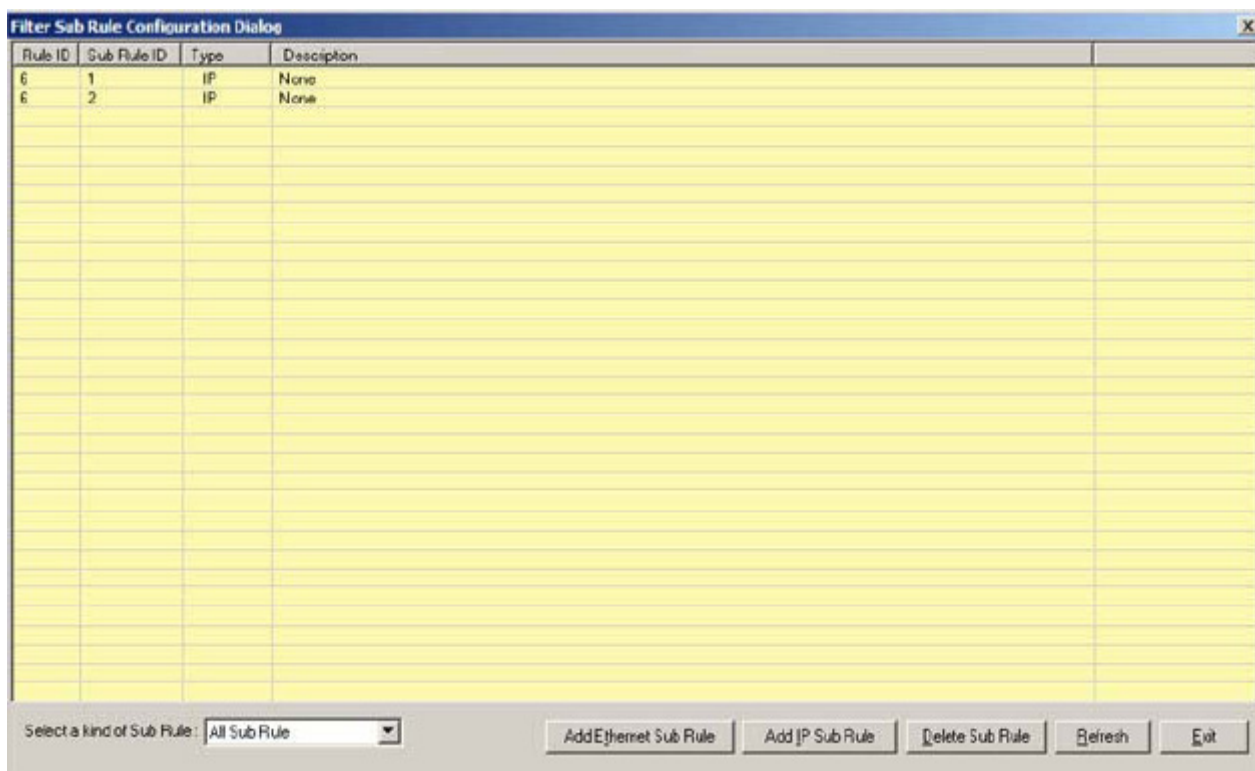 Filter Sub Rule Configuration Dialog
Rule ID Sub Rule ID Type Description
6 1 IP None
6 2 IP None
Select a kind of Sub Rule : All Sub Rule
Add Ethernet Sub Rule Add IP Sub Rule Delete Sub Rule Refresh Exit